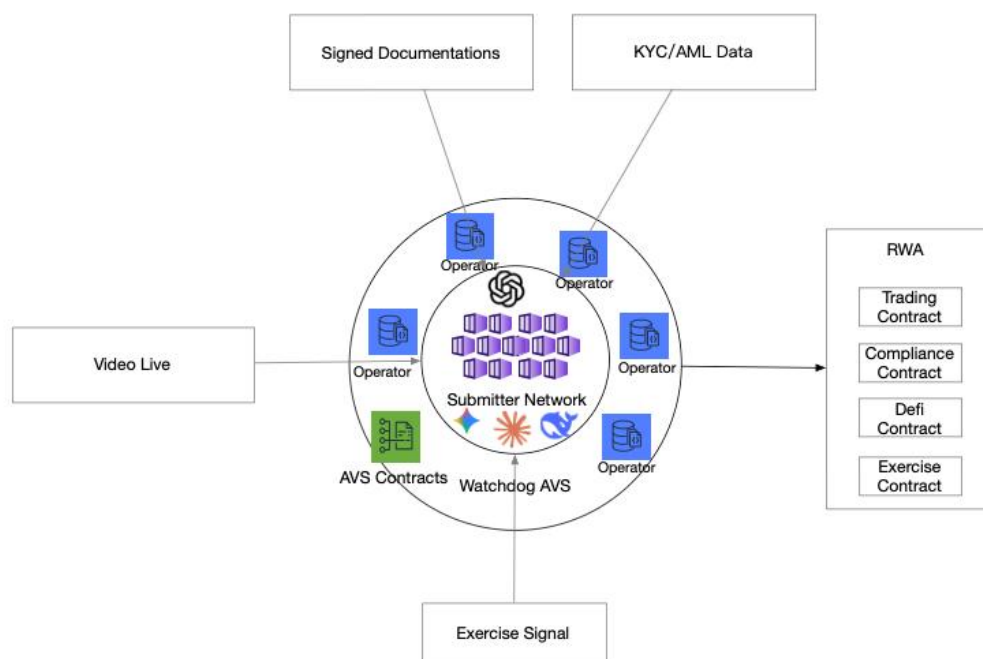 Signed Documentations
KYC/AML Data
Operator
Operator
RWA
Trading
Contract
Video Live
Operator
Operator
Compliance
Contract
Submitter Network
Defi
Contract
AVS Contracts
Watchdog AVS
Operator
Exercise
Contract
Exercise Signal